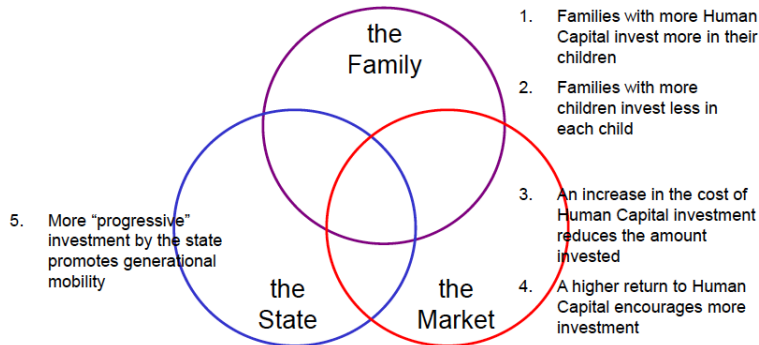 the
Family
1. Families with more Human
Capital invest more in their
children
2. Families with more
children invest less in
each child
3. An increase in the cost of
Human Capital investment
reduces the amount
invested
4. A higher return to Human
Capital encourages more
investment
5. More “progressive”
investment by the state
promotes generational
mobility
the
State
the
Market